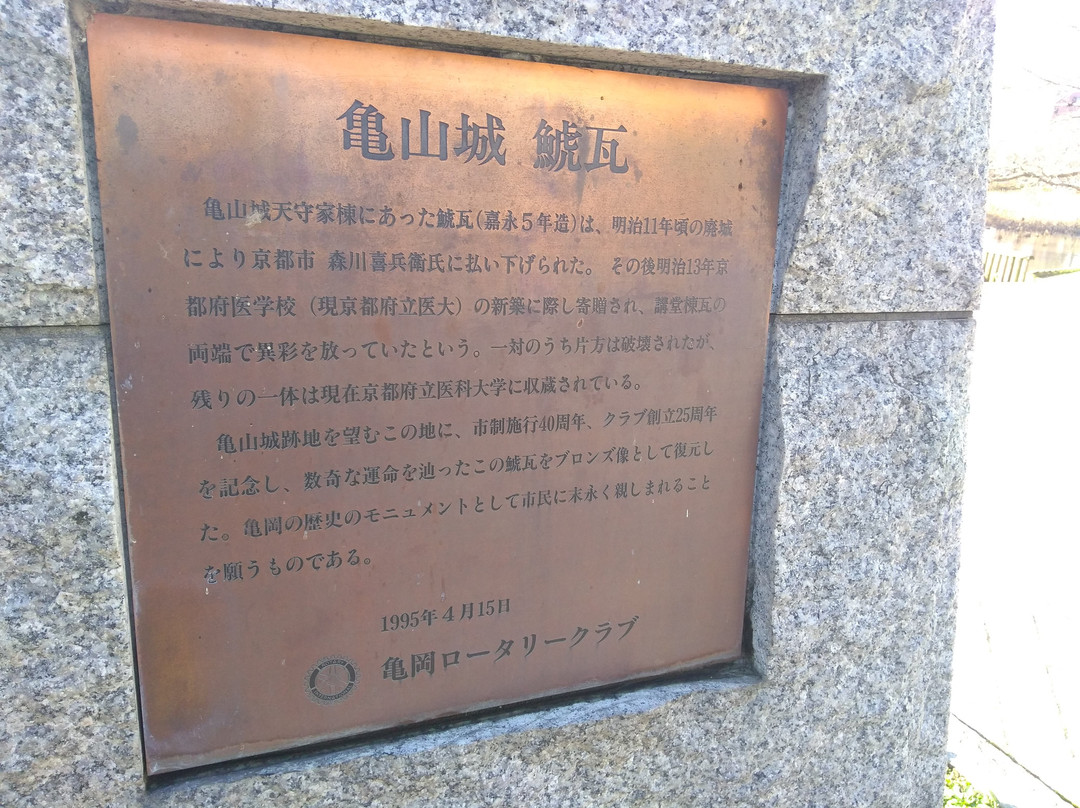 亀山城 鯱瓦
亀山城天守家棟にあった鯱瓦(嘉永5年造)は、明治11年頃の廃城
により京都市 森川喜兵衛氏に払い下げられた。 その後明治13年京
都府医学校(現京都府立医大)の新築に際し寄贈され、講堂棟瓦の
両端で異彩を放っていたという。一対のうち片方は破壊されたが、
残りの一体は現在京都府立医科大学に収蔵されている。
亀山城跡地を望むこの地に、市制施行40周年、クラブ創立25周年
を記念し、数奇な運命を辿ったこの鯱瓦をブロンズ像として復元し
た。亀岡の歴史のモニュメントとして市民に末永く親しまれること
を願うものである。
1995年4月15日
ROTARY
INTERNATIONAL
亀岡ロータリークラブ